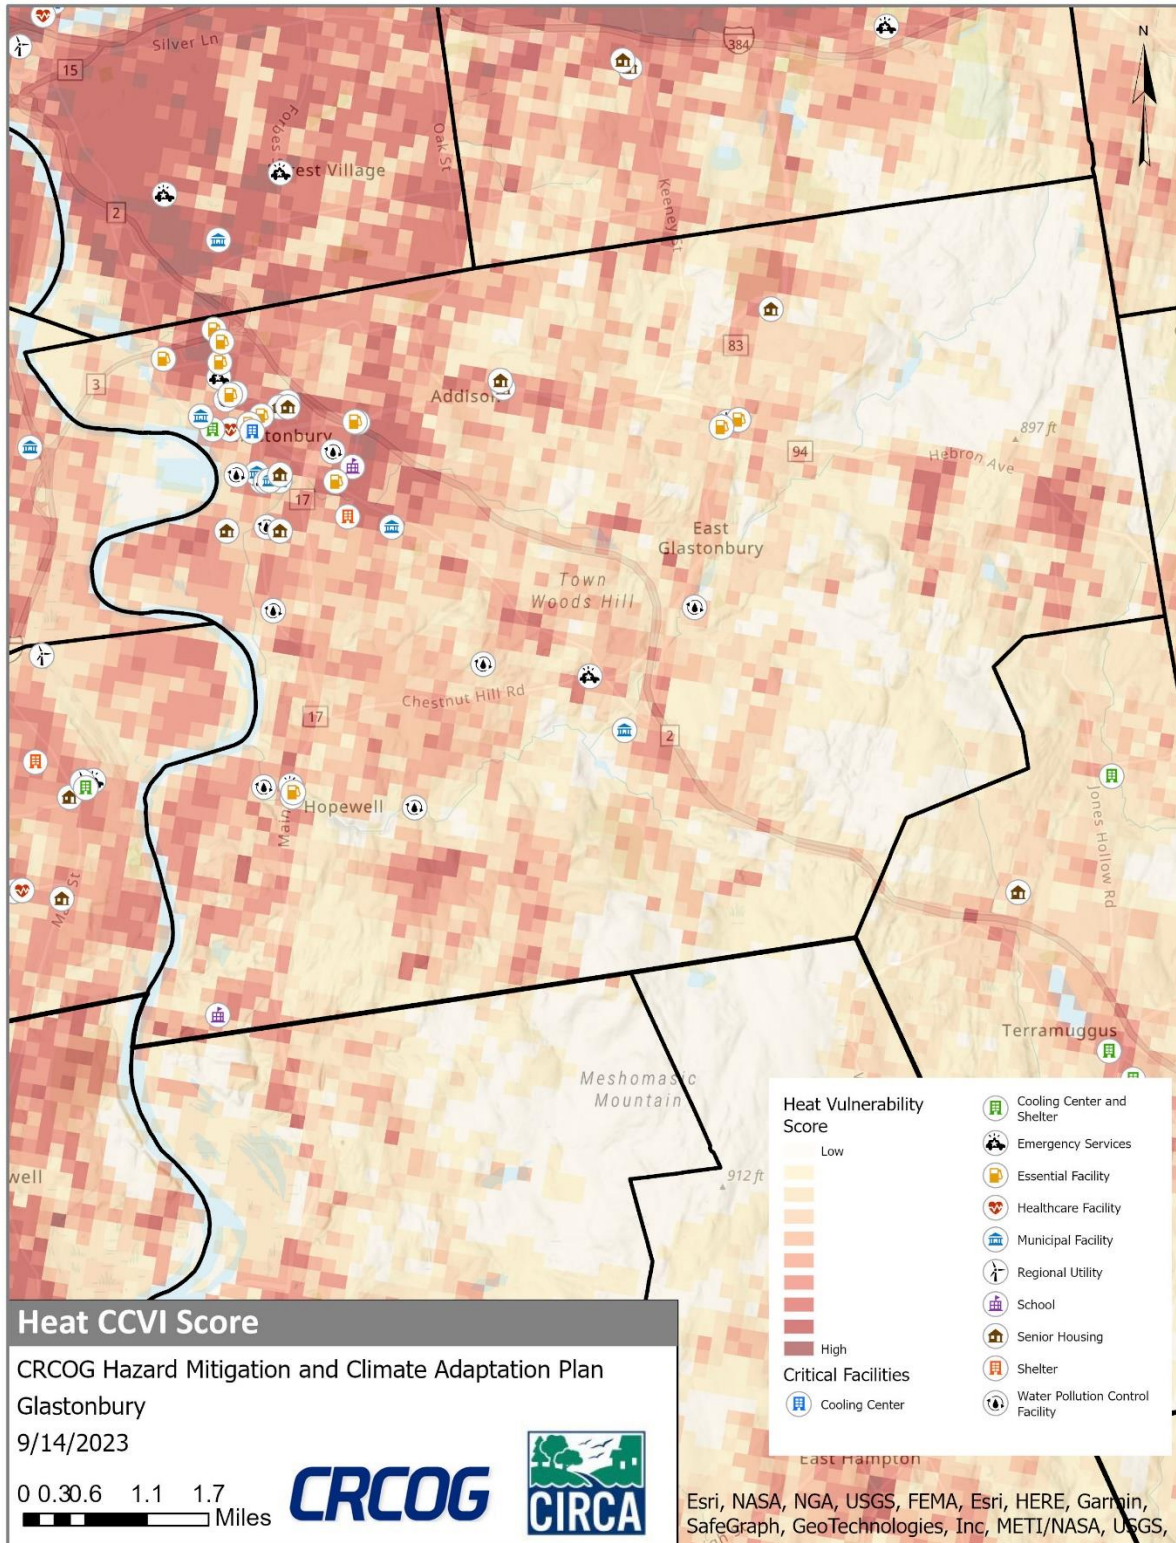 N
Silver Ln
384
15
Forbes S
Oak St
rest Village
Keeney St
2
83
3
Addison
897 ft
94
Hebron Ave
17
East
Glastonbury
Town
Woods Hill
Chestnut Hill Rd
17
2
Hopewell
Main
Jones Hollow Rd
Terramuggus
Meshomasic
Mountain
912 ft
well
Heat Vulnerability
Score
Low
High
Critical Facilities
Cooling Center
Cooling Center and
Shelter
Emergency Services
Essential Facility
Healthcare Facility
Municipal Facility
Regional Utility
School
Senior Housing
Shelter
Water Pollution Control
Facility
East Hampton
Heat CCVI Score
CRCOG Hazard Mitigation and Climate Adaptation Plan
Glastonbury
9/14/2023
0 0.3 0.6 1.1 1.7
Miles
CRCOG
CIRCA
Esri, NASA, NGA, USGS, FEMA, Esri, HERE, Garmin,
SafeGraph, GeoTechnologies, Inc, METI/NASA, USGS,